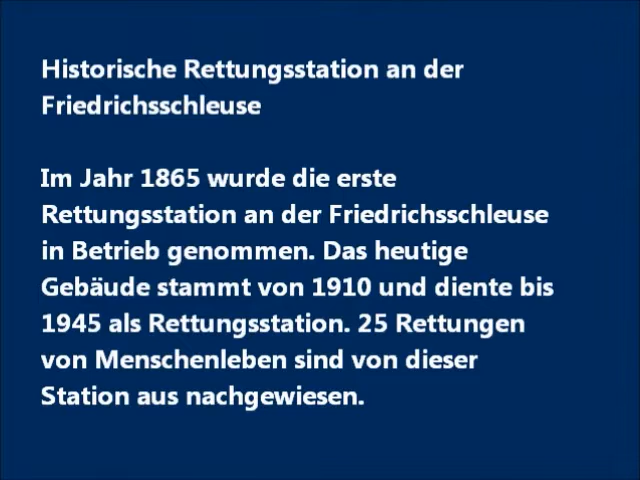 Historische Rettungsstation an der
Friedrichsschleuse
Im Jahr 1865 wurde die erste
Rettungsstation an der Friedrichsschleuse
in Betrieb genommen. Das heutige
Gebäude stammt von 1910 und diente bis
1945 als Rettungsstation. 25 Rettungen
von Menschenleben sind von dieser
Station aus nachgewiesen.